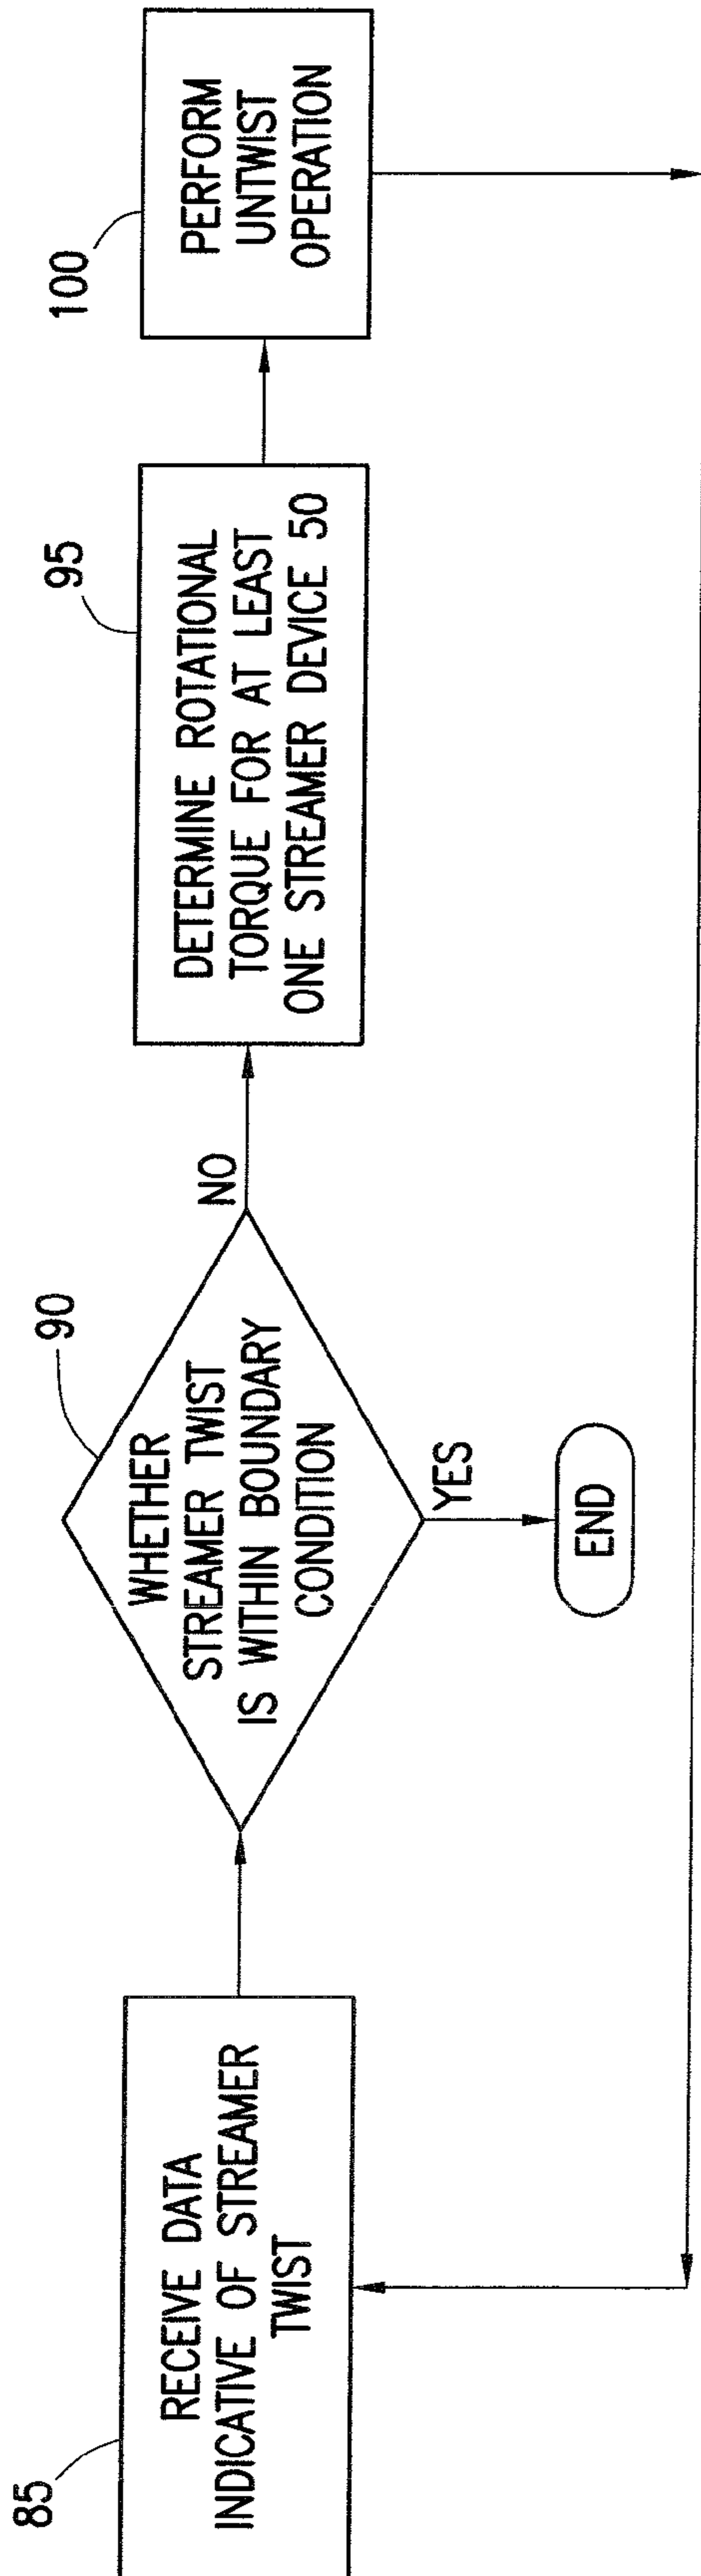 85
RECEIVE DATA
INDICATIVE OF STREAMER
TWIST
90
WHETHER
STREAMER TWIST
IS WITHIN BOUNDARY
CONDITION
YES
END
NO
95
DETERMINE ROTATIONAL
TORQUE FOR AT LEAST
ONE STREAMER DEVICE 50
100
PERFORM
UNTWIST
OPERATION